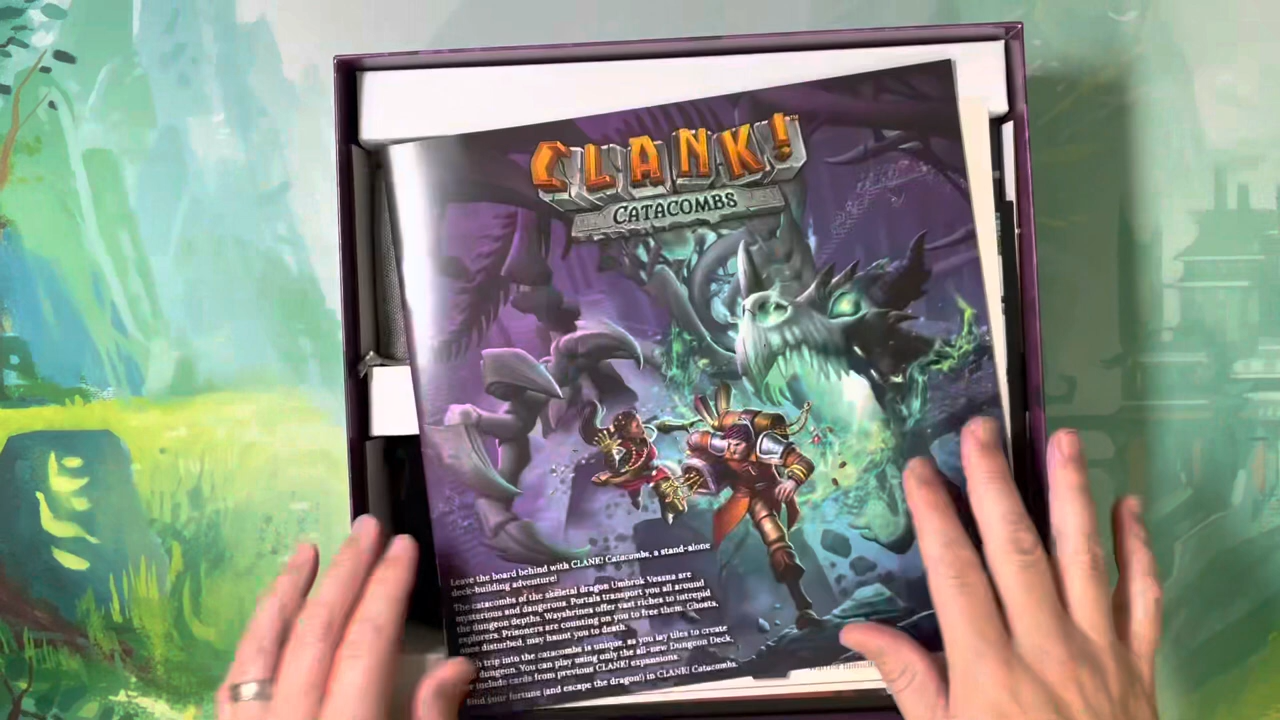 CLANK!
CATACOMBS
Leave the board behind with CLANK! Catacombs, a stand-alone
deck-building adventure!
The catacombs of the skeletal dragon Umbrok Vessna are
mysterious and dangerous. Portals transport you all around
the dungeon depths. Wayshrines offer vast riches to intrepid
explorers. Prisoners are counting on you to free them. Ghosts,
once disturbed, may haunt you to death.
trip into the catacombs is unique, as you lay tiles to create
dungeon. You can play using only the all-new Dungeon Deck,
include cards from previous CLANK! expansions.
Find your fortune (and escape the dragon!) in CLANK! Catacombs.